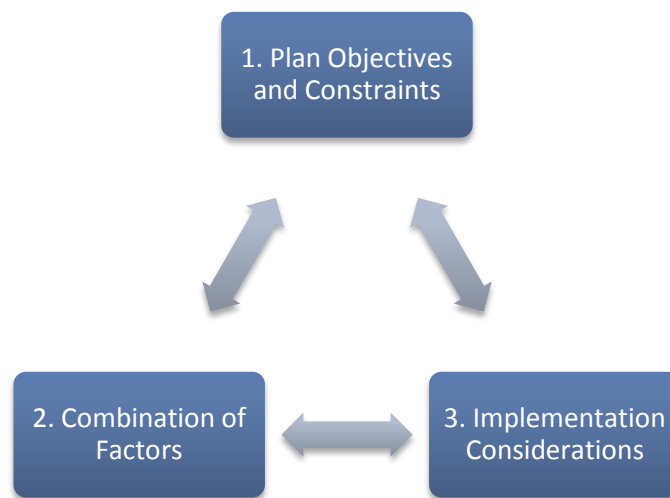 1. Plan Objectives
and Constraints
2. Combination of
Factors
3. Implementation
Considerations